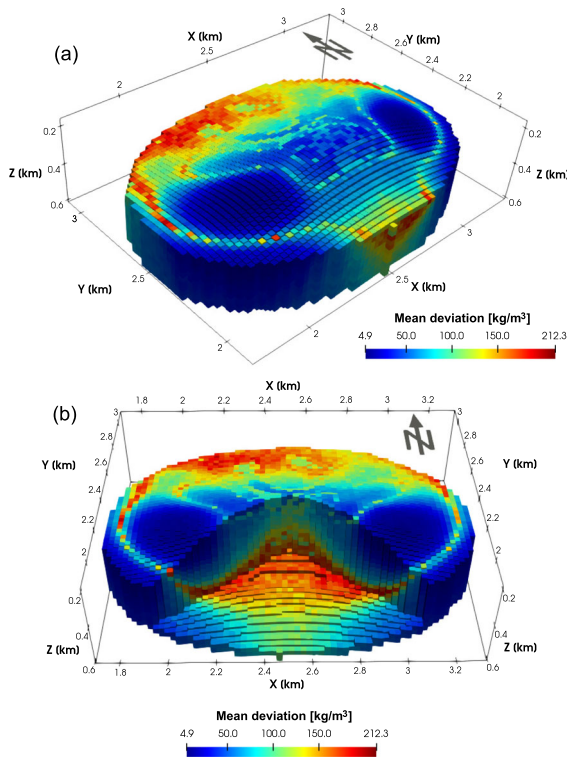 (a)
X (km)
2
2.5
3
3
Y (km)
2.8
2.6
2.4
2.2
2
N
0.2
Z (km)
0.4
0.6
0.2
0.4
Z (km)
0.6
3
Y (km)
2.5
2
3
2.5
X (km)
2
Mean deviation [kg/m³]
4.9 50.0 100.0 150.0 212.3
(b)
X (km)
1.8 2 2.2 2.4 2.6 2.8 3 3.2
N
3 3
2.8 2.8
Y (km) Y (km)
2.6 2.6
2.4 2.4
2.2 2.2
2 2
0.2 0.2
0.4 0.4
Z (km) Z (km)
0.6 1.8 2 2.2 2.4 2.6 2.8 3 3.2 0.6
X (km)
Mean deviation [kg/m³]
4.9 50.0 100.0 150.0 212.3